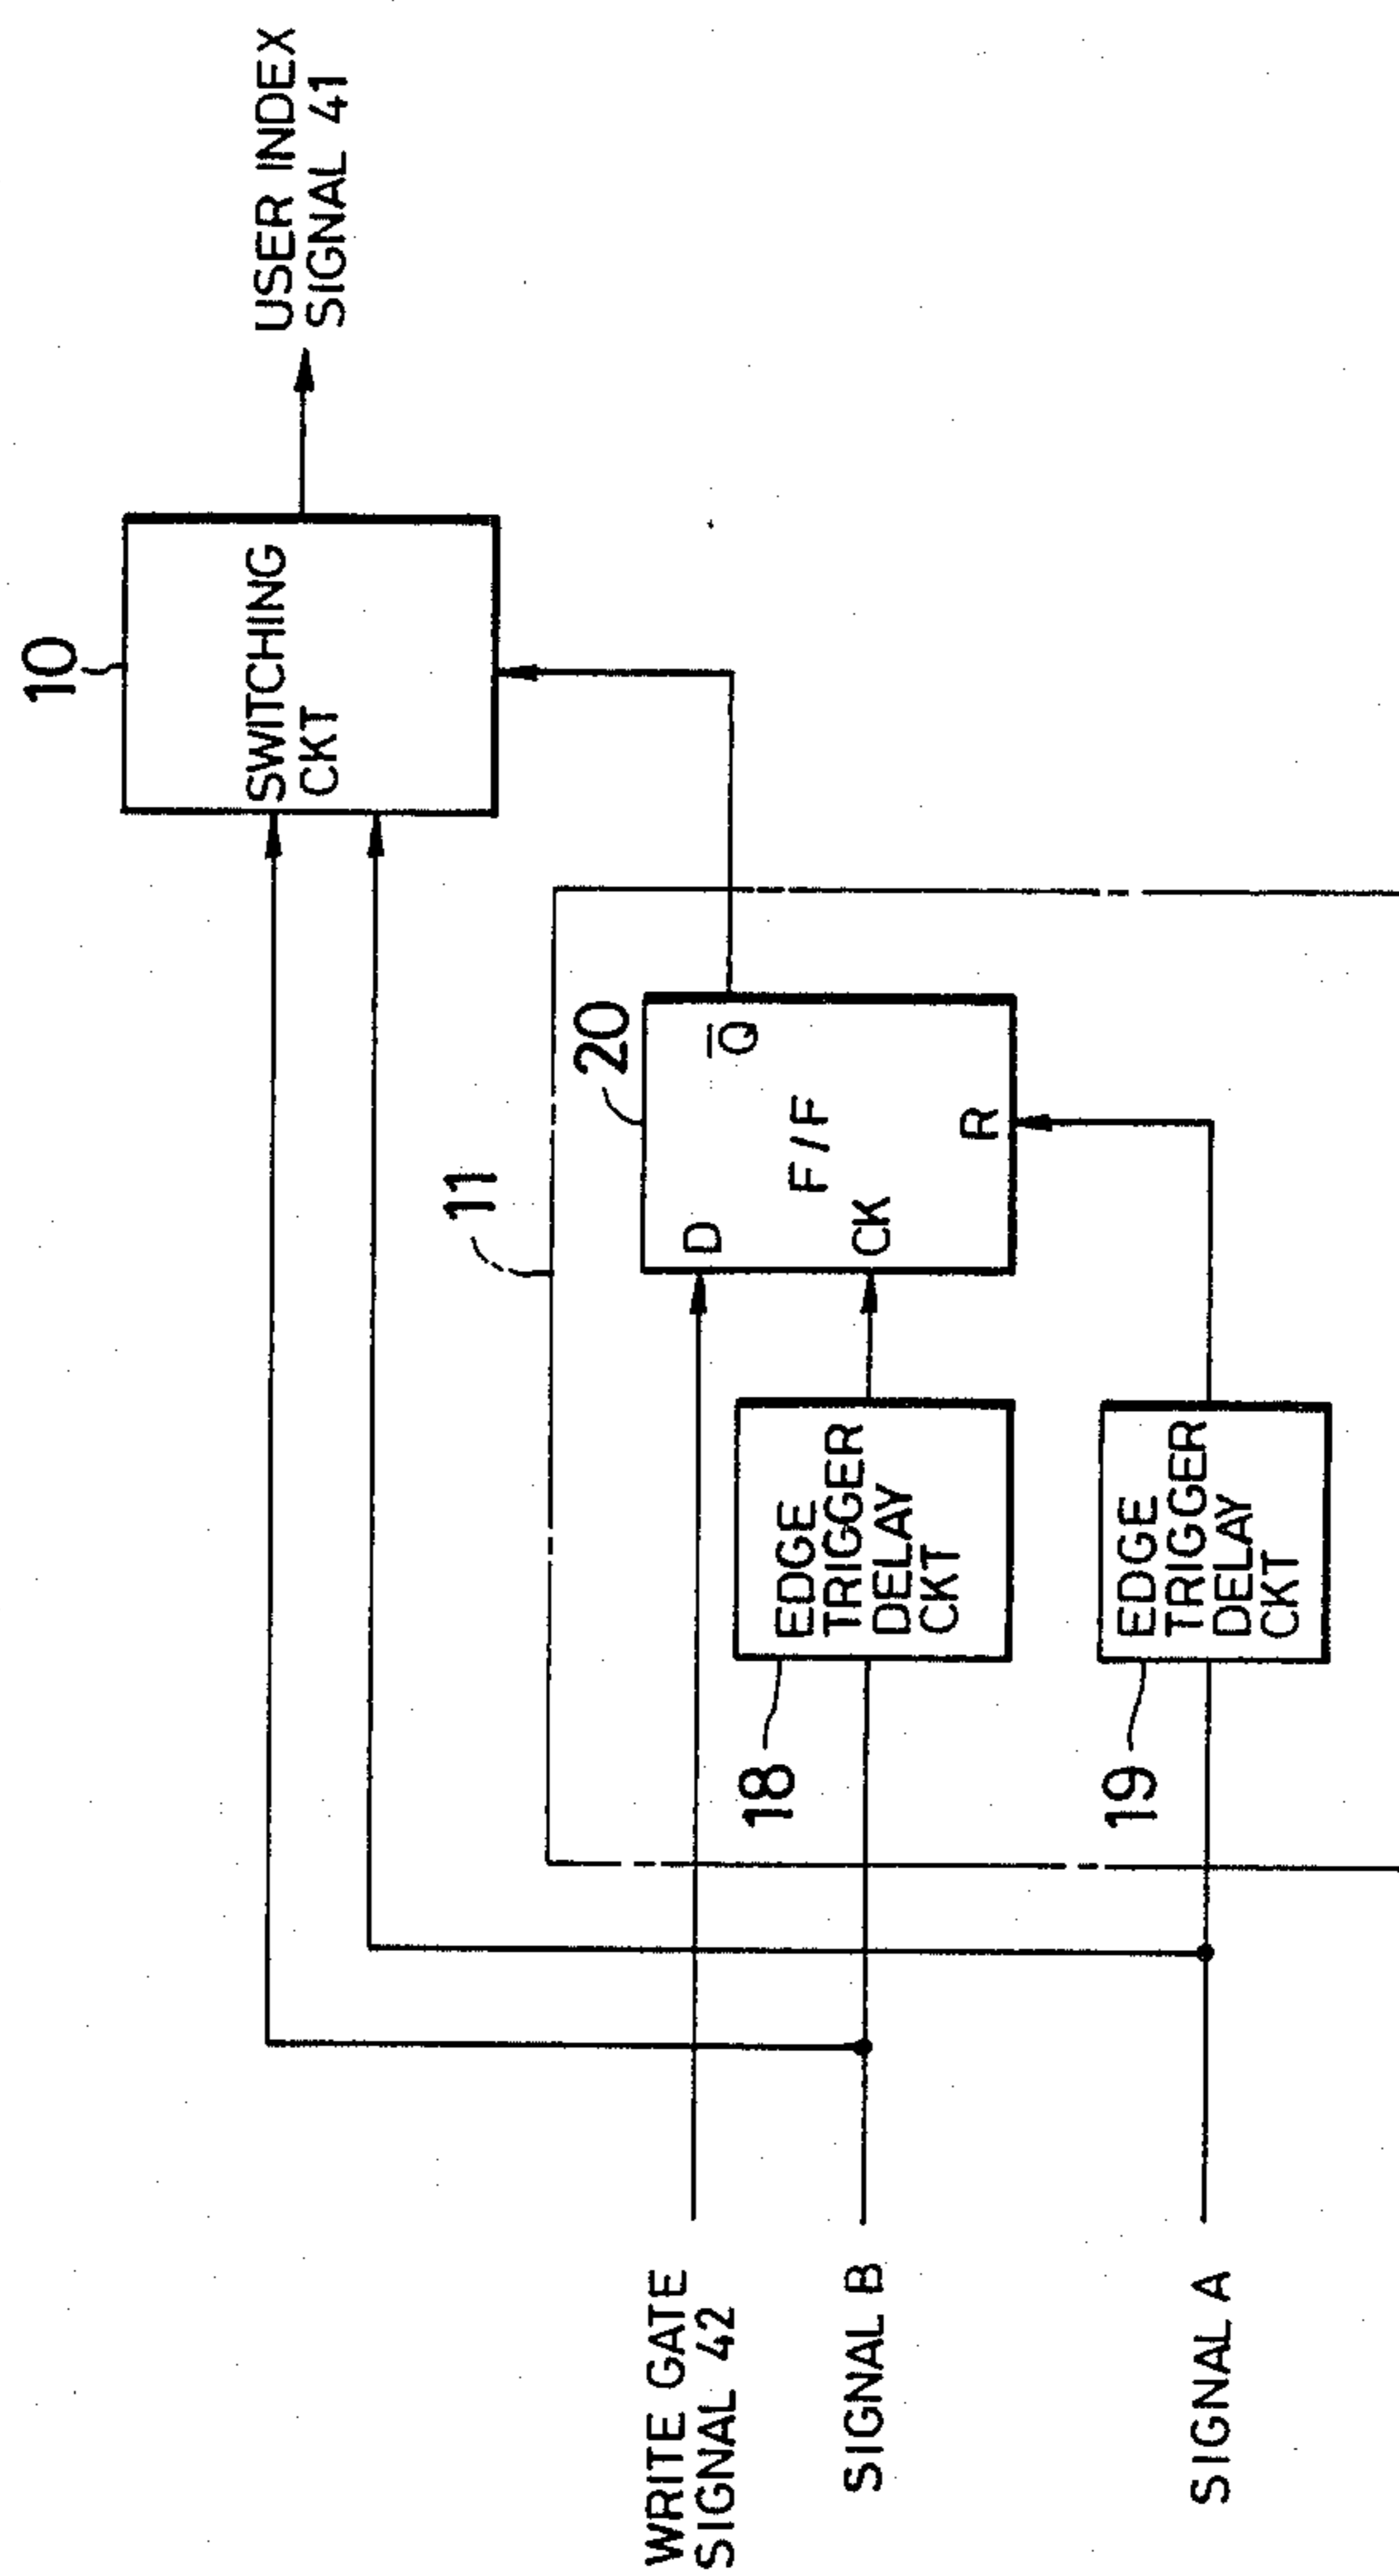 10
SWITCHING
CKT
USER INDEX
SIGNAL 41
11
20
D
Q̅
F/F
CK
R
WRITE GATE
SIGNAL 42
18
EDGE
TRIGGER
DELAY
CKT
SIGNAL B
19
EDGE
TRIGGER
DELAY
CKT
SIGNAL A